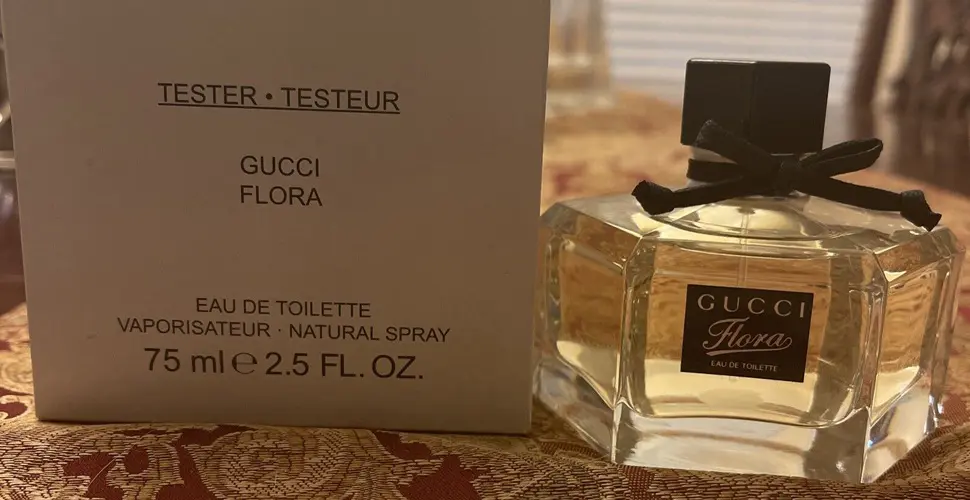 TESTER • TESTEUR
GUCCI
FLORA
EAU DE TOILETTE
VAPORISATEUR · NATURAL SPRAY
75 ml ℮ 2.5 FL. OZ.
GUCCI
Flora
EAU DE TOILETTE